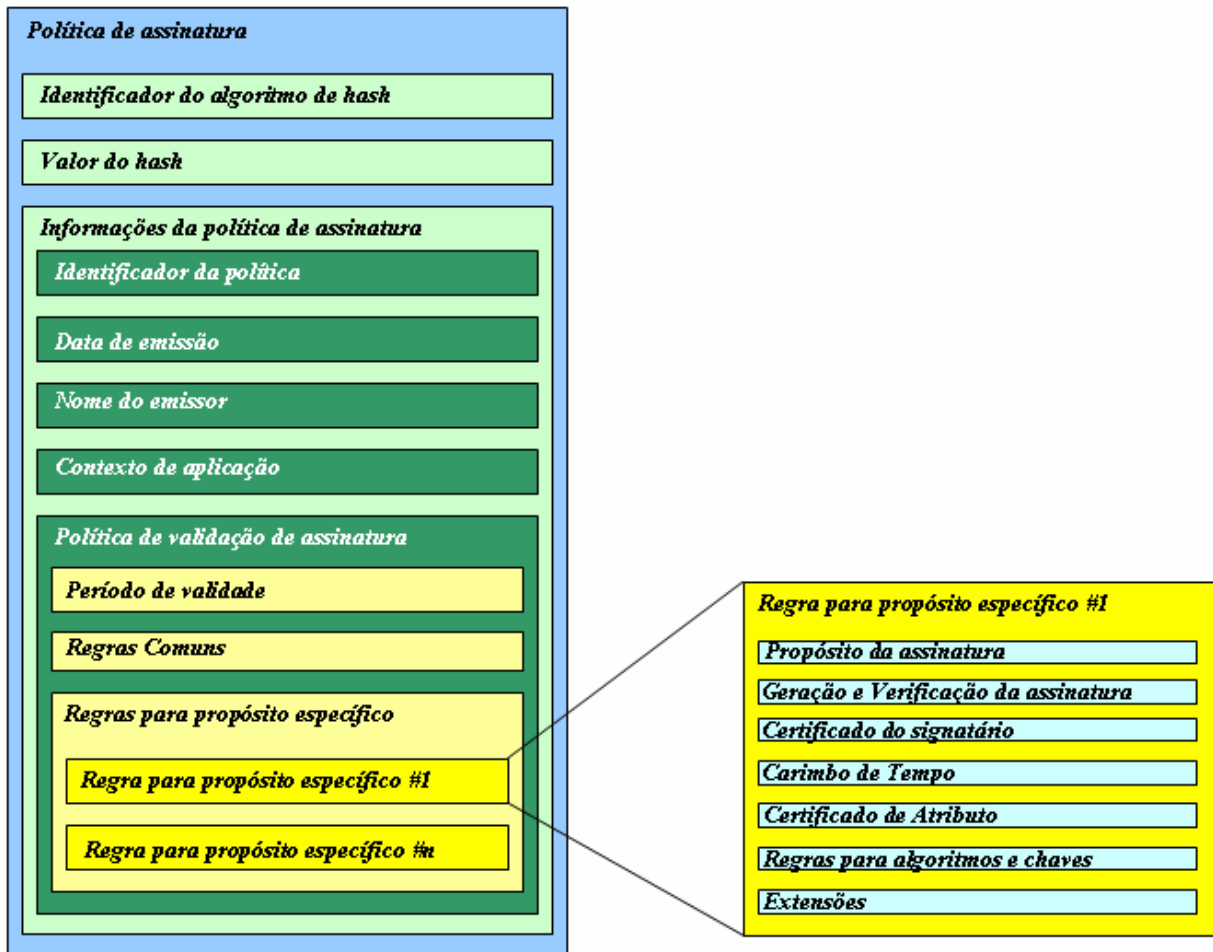 Política de assinatura
Identificador do algoritmo de hash
Valor do hash
Informações da política de assinatura
Identificador da política
Data de emissão
Nome do emissor
Contexto de aplicação
Política de validação de assinatura
Período de validade
Regras Comuns
Regras para propósito específico
Regra para propósito específico #1
Regra para propósito específico #n
Regra para propósito específico #1
Propósito da assinatura
Geração e Verificação da assinatura
Certificado do signatário
Carimbo de Tempo
Certificado de Atributo
Regras para algoritmos e chaves
Extensões